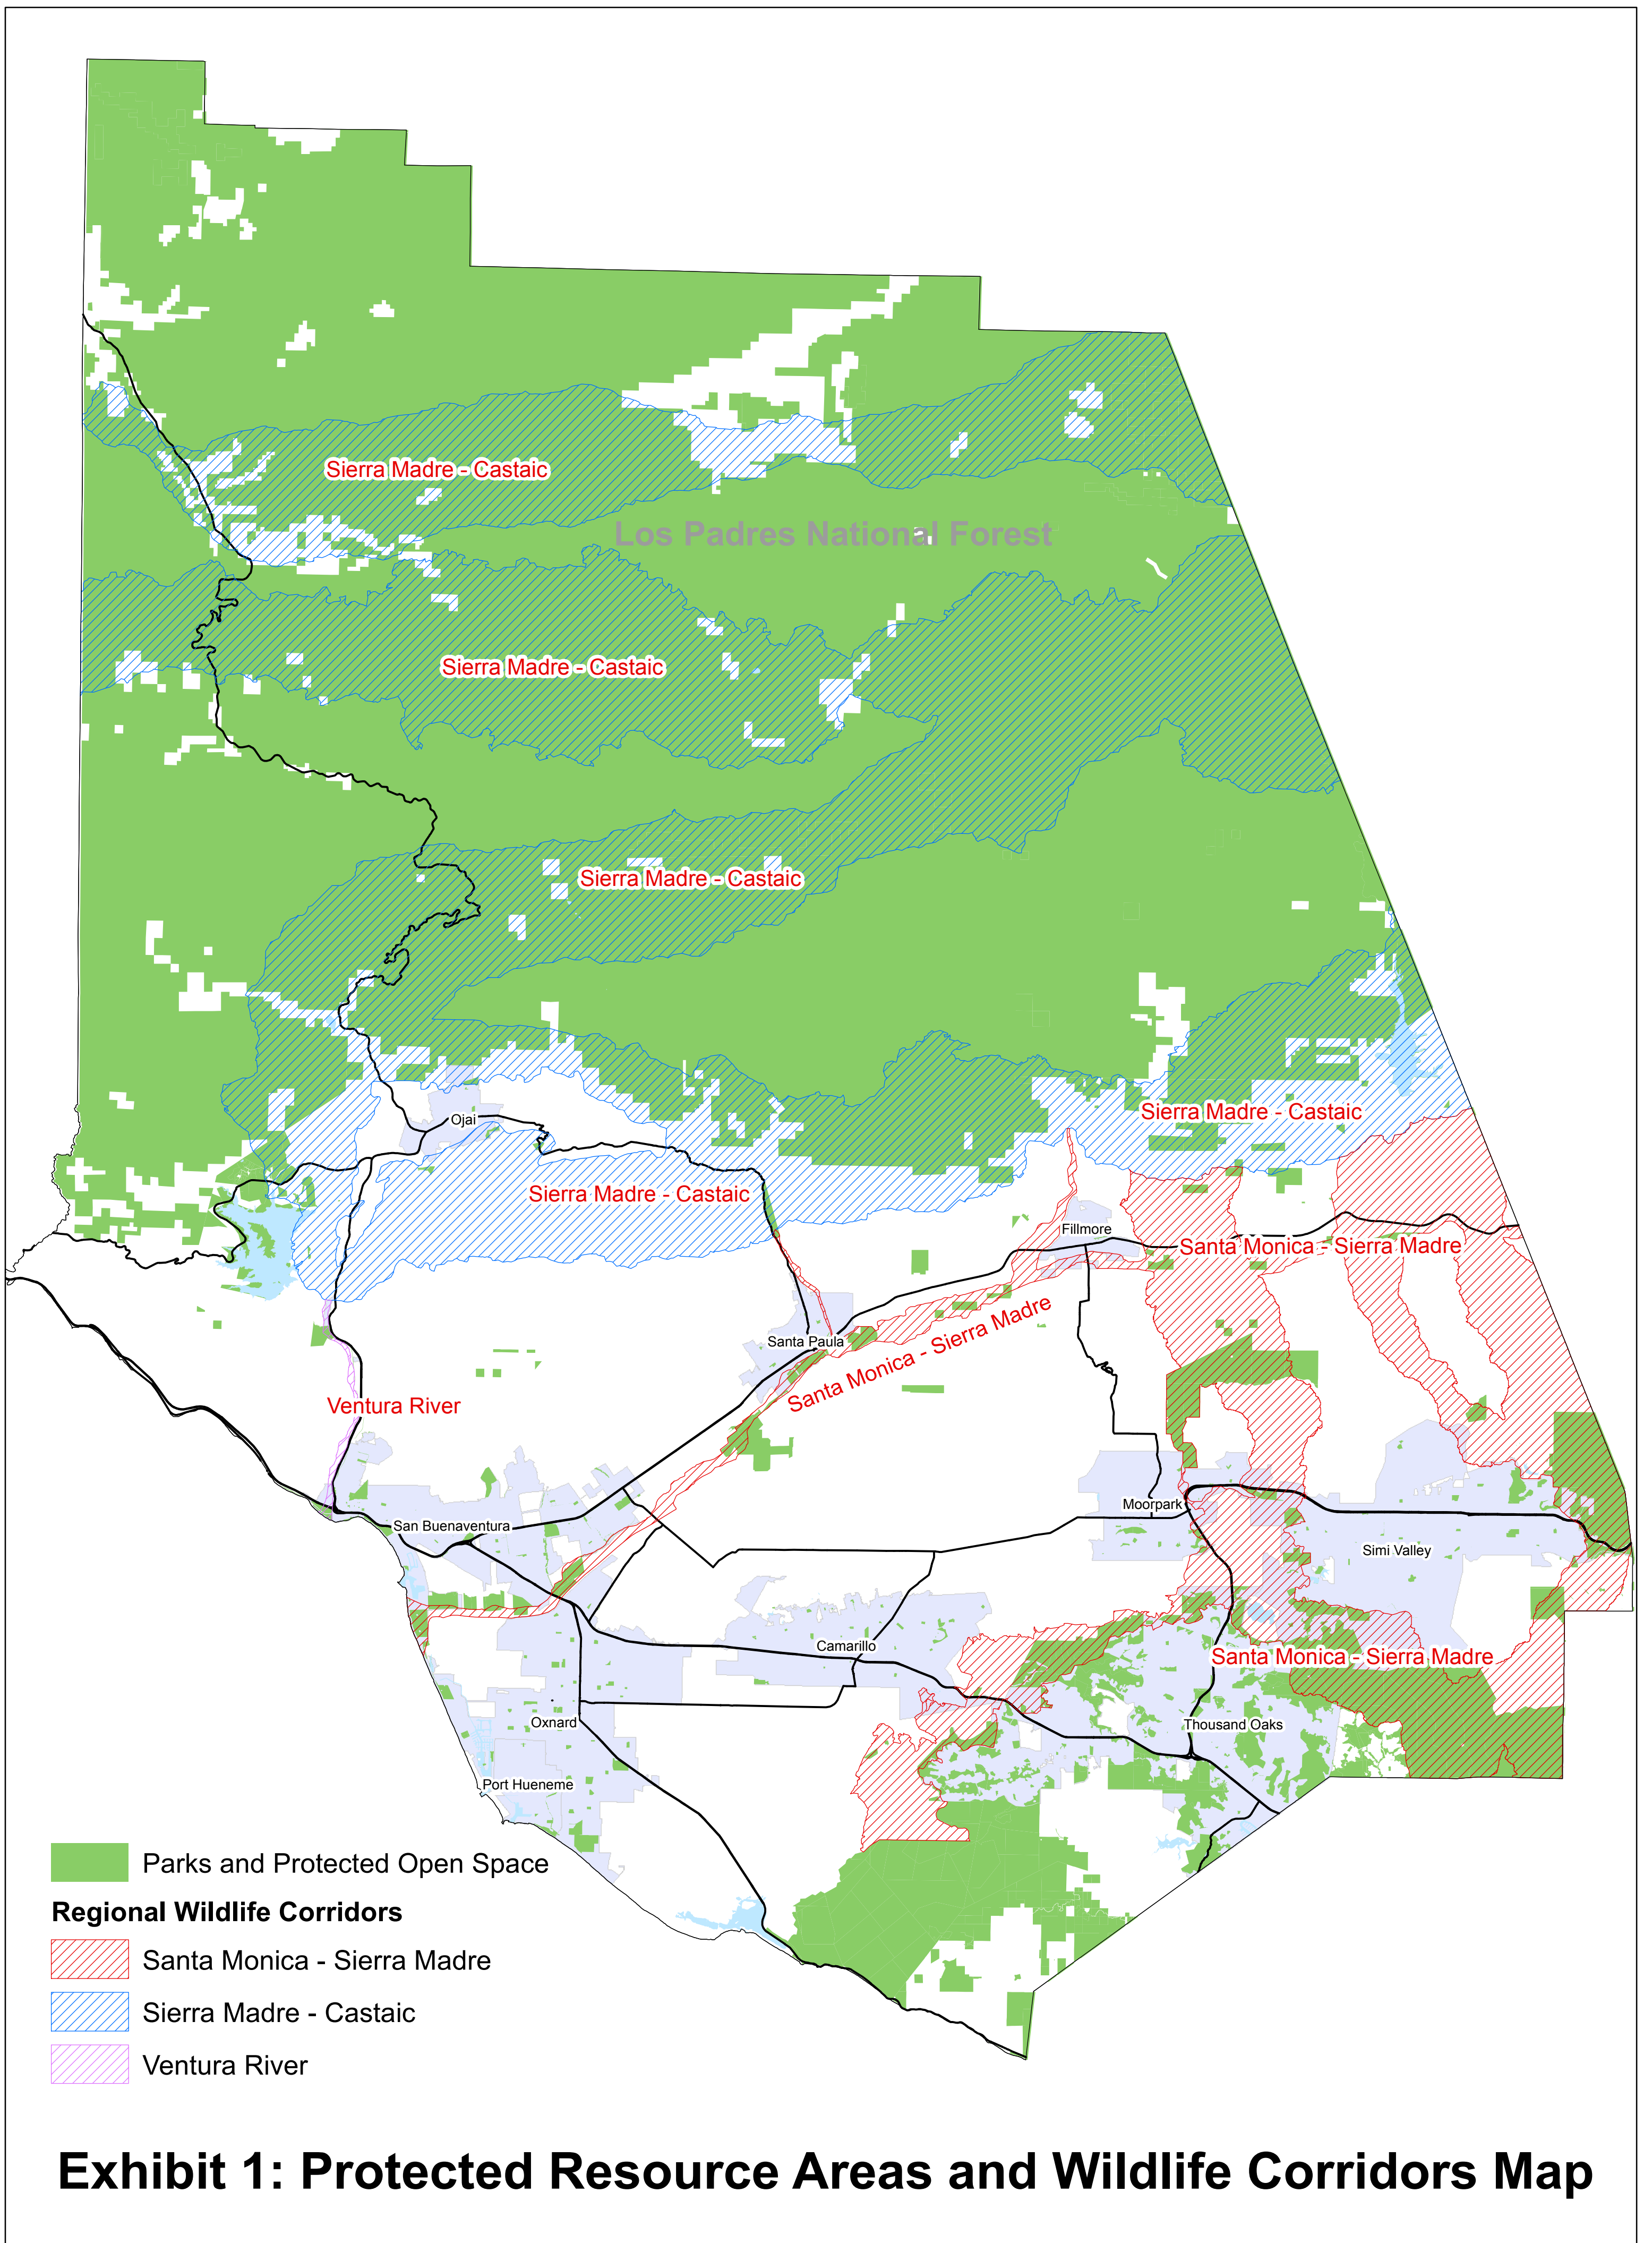 Sierra Madre - Castaic
Los Padres National Forest
Sierra Madre - Castaic
Sierra Madre - Castaic
Sierra Madre - Castaic
Ojai
Sierra Madre - Castaic
Fillmore
Santa Monica - Sierra Madre
Santa Paula
Santa Monica - Sierra Madre
Ventura River
Moorpark
San Buenaventura
Simi Valley
Camarillo
Santa Monica - Sierra Madre
Oxnard
Thousand Oaks
Port Hueneme
Parks and Protected Open Space
Regional Wildlife Corridors
Santa Monica - Sierra Madre
Sierra Madre - Castaic
Ventura River
Exhibit 1: Protected Resource Areas and Wildlife Corridors Map